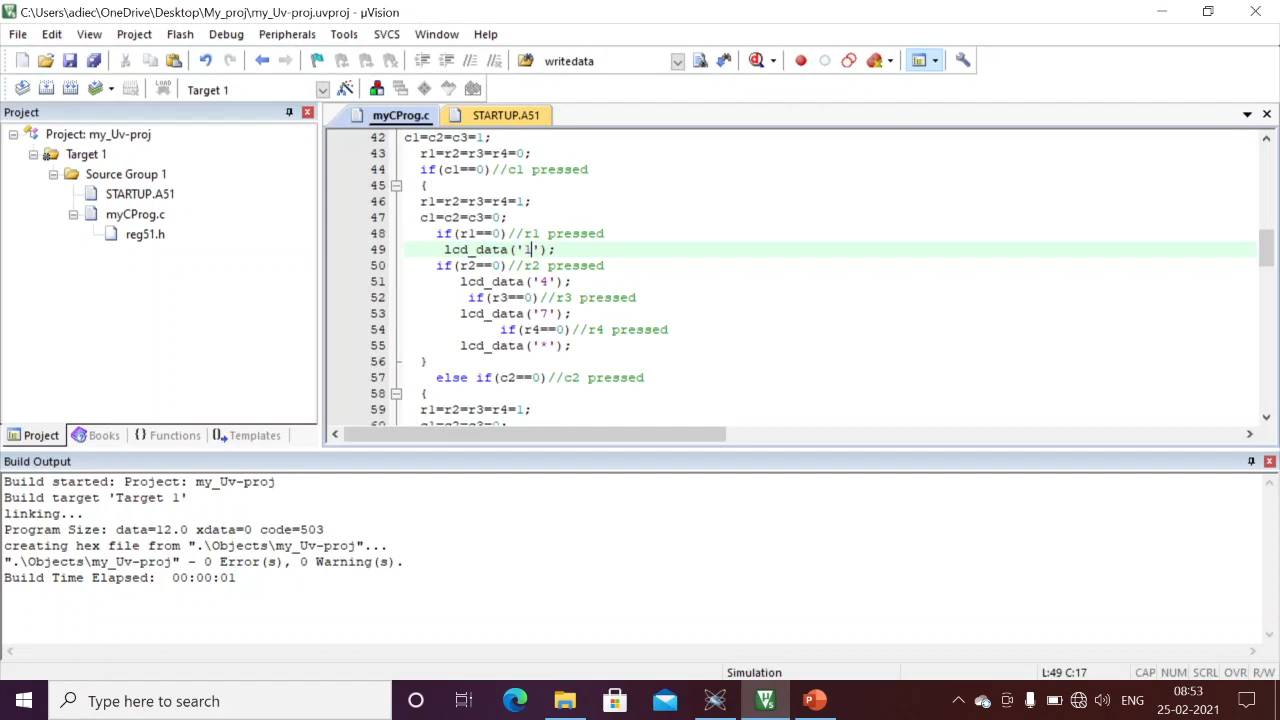 C:\Users\adiec\OneDrive\Desktop\My_proj\my_Uv-proj.uvproj - µVision
File Edit View Project Flash Debug Peripherals Tools SVCS Window Help
writedata
LOAD Target 1
Project
myCProg.c STARTUP.A51
Project: my_Uv-proj
Target 1
Source Group 1
STARTUP.A51
myCProg.c
reg51.h
42 c1=c2=c3=1;
43 r1=r2=r3=r4=0;
44 if(c1==0)//c1 pressed
45 {
46 r1=r2=r3=r4=1;
47 c1=c2=c3=0;
48 if(r1==0)//r1 pressed
49 lcd_data('1');
50 if(r2==0)//r2 pressed
51 lcd_data('4');
52 if(r3==0)//r3 pressed
53 lcd_data('7');
54 if(r4==0)//r4 pressed
55 lcd_data('*');
56 }
57 else if(c2==0)//c2 pressed
58 {
59 r1=r2=r3=r4=1;
60 c1=c2=c3=0;
Project Books {} Functions Templates
Build Output
Build started: Project: my_Uv-proj
Build target 'Target 1'
linking...
Program Size: data=12.0 xdata=0 code=503
creating hex file from ".\Objects\my_Uv-proj"...
".\Objects\my_Uv-proj" - 0 Error(s), 0 Warning(s).
Build Time Elapsed:  00:00:01
Simulation L:49 C:17 CAP NUM SCRL OVR R/W
Type here to search
ENG
08:53
25-02-2021